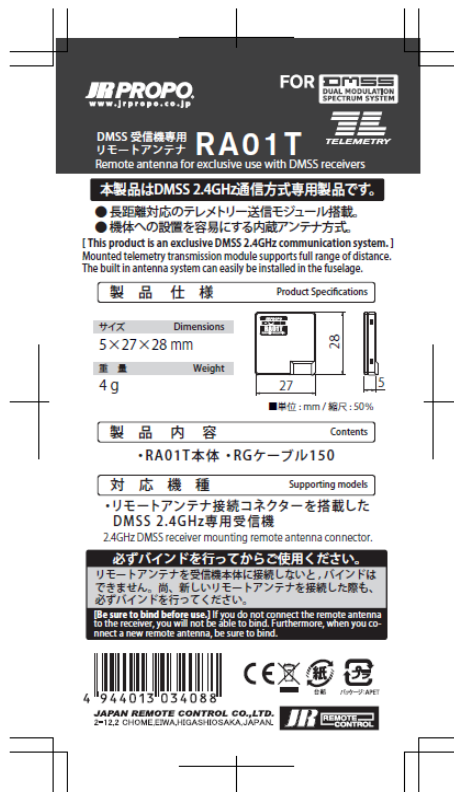 JR PROPO.
www.jrpropo.co.jp
FOR DMSS
DUAL MODULATION
SPECTRUM SYSTEM
TL
TELEMETRY
DMSS 受信機専用
リモートアンテナ RA01T
Remote antenna for exclusive use with DMSS receivers
本製品はDMSS 2.4GHz通信方式専用製品です。
●長距離対応のテレメトリー送信モジュール搭載。
●機体への設置を容易にする内蔵アンテナ方式。
[ This product is an exclusive DMSS 2.4GHz communication system. ]
Mounted telemetry transmission module supports full range of distance.
The built in antenna system can easily be installed in the fuselage.
製品仕様 Product Specifications
サイズ Dimensions
5×27×28 mm
重量 Weight
4 g
28
27
5
■単位 : mm / 縮尺 : 50%
製品内容 Contents
・RA01T本体 ・RGケーブル150
対応機種 Supporting models
・リモートアンテナ接続コネクターを搭載した
DMSS 2.4GHz専用受信機
2.4GHz DMSS receiver mounting remote antenna connector.
必ずバインドを行ってからご使用ください。
リモートアンテナを受信機本体に接続しないと，バインドは
できません。尚、新しいリモートアンテナを接続した際も、
必ずバインドを行ってください。
[Be sure to bind before use.] If you do not connect the remote antenna
to the receiver, you will not be able to bind. Furthermore, when you co-
nnect a new remote antenna, be sure to bind.
4 944013 034088
CE
紙
台紙
プラ
パッケージ:APET
JAPAN REMOTE CONTROL CO.,LTD.
2-12,2 CHOME,EIWA,HIGASHIOSAKA,JAPAN.
JR REMOTE CONTROL